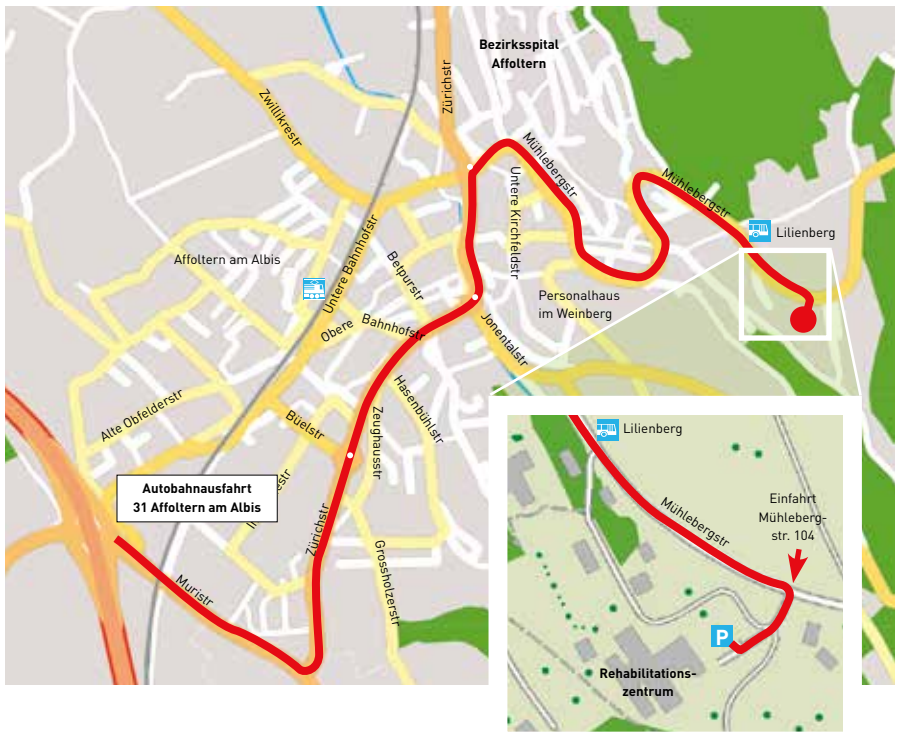 Bezirksspital
Affoltern
Zürichstr
Zwillikrestr
Mühlebergstr
Untere Kirchfeldstr
Mühlebergstr
Lilienberg
Affoltern am Albis
Untere Bahnhofstr
Betpurstr
Personalhaus
im Weinberg
Obere Bahnhofstr
Jonentalstr
Alte Obfelderstr
Büelstr
Hasenbühlstr
Zeughausstr
Autobahnausfahrt
31 Affoltern am Albis
Zürichstr
Grossholzerstr
Muristr
Lilienberg
Mühlebergstr
Einfahrt
Mühleberg-
str. 104
P
Rehabilitations-
zentrum